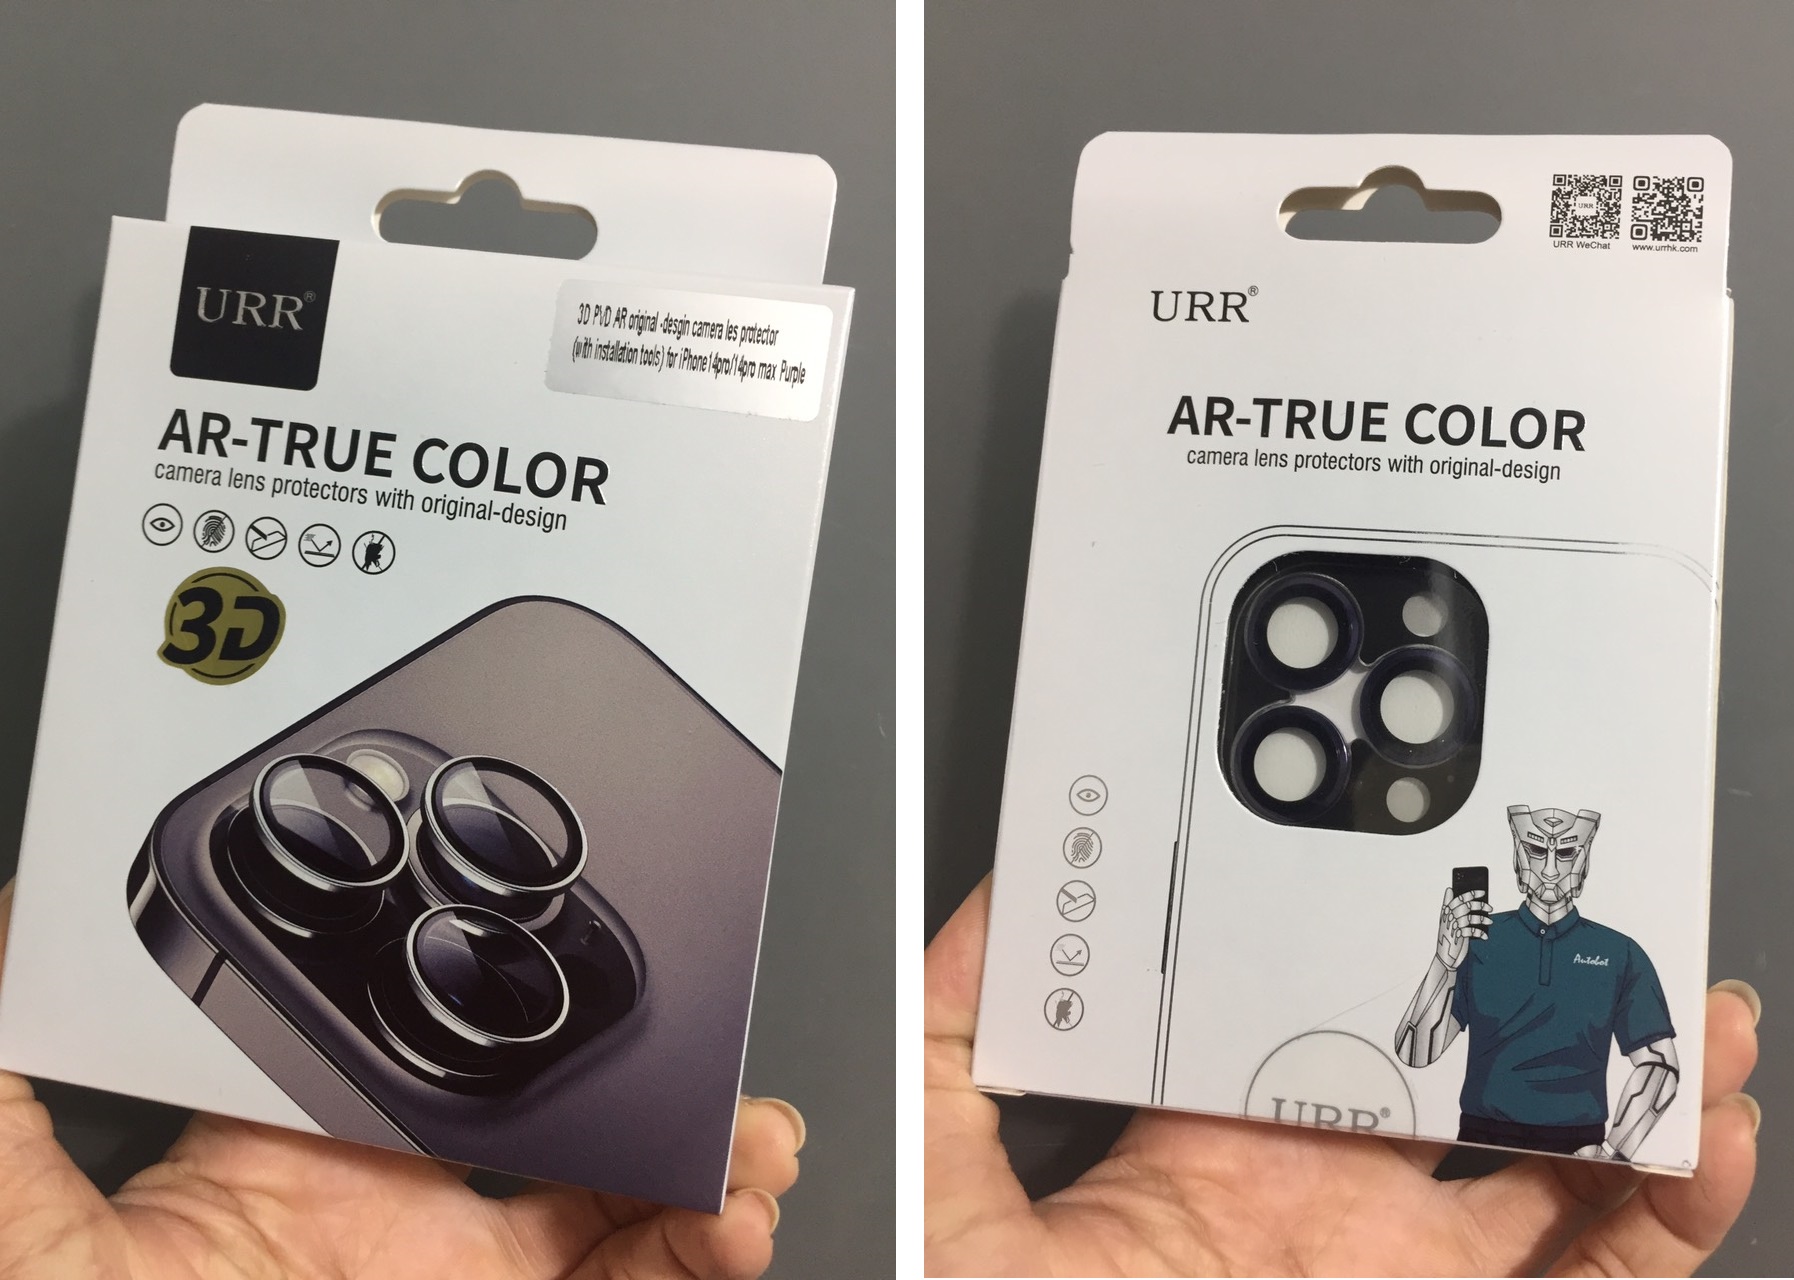 URR®
3D PVD AR original -desgin camera les protector
(with installation tools) for iPhone14pro/14pro max Purple
AR-TRUE COLOR
camera lens protectors with original-design
3D
URR
URR WeChat
www.urrhk.com
URR®
AR-TRUE COLOR
camera lens protectors with original-design
Autobot
URR®